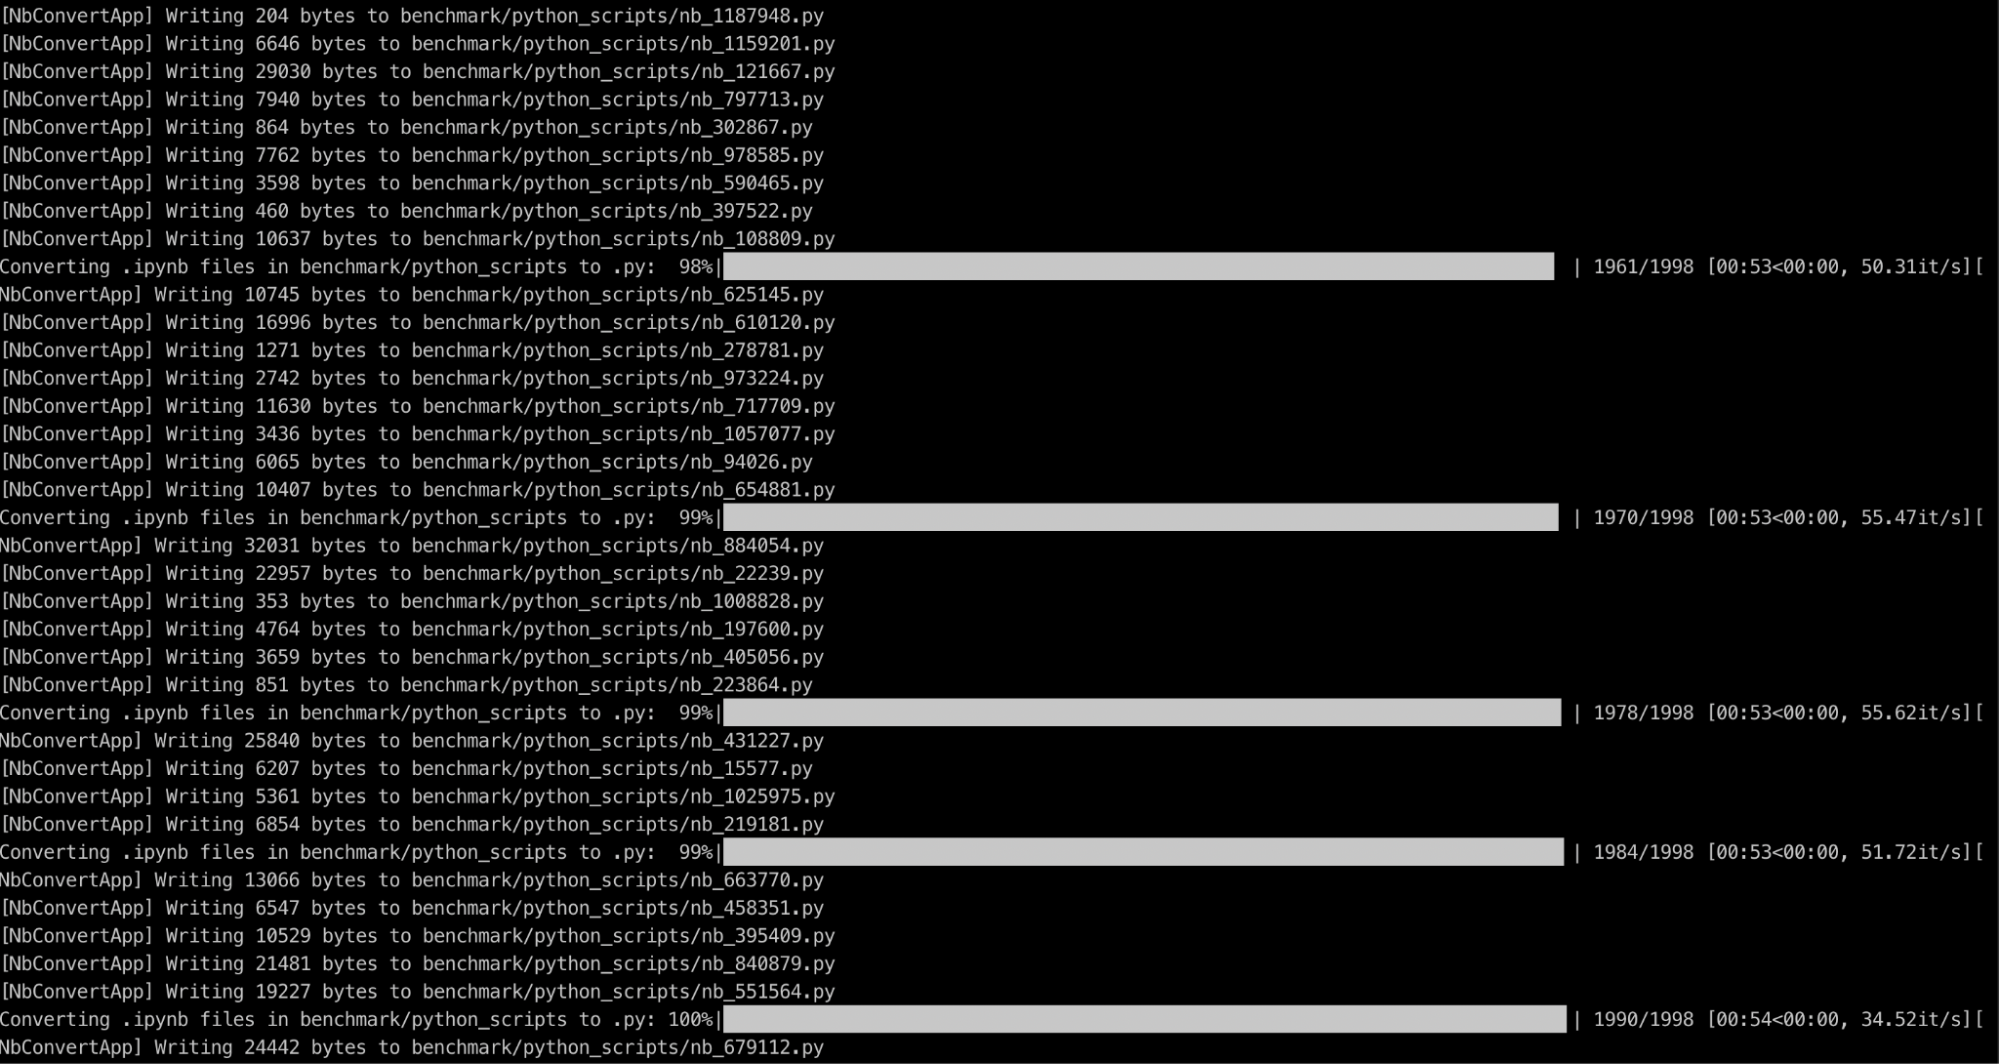 [NbConvertApp] Writing 204 bytes to benchmark/python_scripts/nb_1187948.py
[NbConvertApp] Writing 6646 bytes to benchmark/python_scripts/nb_1159201.py
[NbConvertApp] Writing 29030 bytes to benchmark/python_scripts/nb_121667.py
[NbConvertApp] Writing 7940 bytes to benchmark/python_scripts/nb_797713.py
[NbConvertApp] Writing 864 bytes to benchmark/python_scripts/nb_302867.py
[NbConvertApp] Writing 7762 bytes to benchmark/python_scripts/nb_978585.py
[NbConvertApp] Writing 3598 bytes to benchmark/python_scripts/nb_590465.py
[NbConvertApp] Writing 460 bytes to benchmark/python_scripts/nb_397522.py
[NbConvertApp] Writing 10637 bytes to benchmark/python_scripts/nb_108809.py
Converting .ipynb files in benchmark/python_scripts to .py:  98%| | 1961/1998 [00:53<00:00, 50.31it/s][
NbConvertApp] Writing 10745 bytes to benchmark/python_scripts/nb_625145.py
[NbConvertApp] Writing 16996 bytes to benchmark/python_scripts/nb_610120.py
[NbConvertApp] Writing 1271 bytes to benchmark/python_scripts/nb_278781.py
[NbConvertApp] Writing 2742 bytes to benchmark/python_scripts/nb_973224.py
[NbConvertApp] Writing 11630 bytes to benchmark/python_scripts/nb_717709.py
[NbConvertApp] Writing 3436 bytes to benchmark/python_scripts/nb_1057077.py
[NbConvertApp] Writing 6065 bytes to benchmark/python_scripts/nb_94026.py
[NbConvertApp] Writing 10407 bytes to benchmark/python_scripts/nb_654881.py
Converting .ipynb files in benchmark/python_scripts to .py:  99%| | 1970/1998 [00:53<00:00, 55.47it/s][
NbConvertApp] Writing 32031 bytes to benchmark/python_scripts/nb_884054.py
[NbConvertApp] Writing 22957 bytes to benchmark/python_scripts/nb_22239.py
[NbConvertApp] Writing 353 bytes to benchmark/python_scripts/nb_1008828.py
[NbConvertApp] Writing 4764 bytes to benchmark/python_scripts/nb_197600.py
[NbConvertApp] Writing 3659 bytes to benchmark/python_scripts/nb_405056.py
[NbConvertApp] Writing 851 bytes to benchmark/python_scripts/nb_223864.py
Converting .ipynb files in benchmark/python_scripts to .py:  99%| | 1978/1998 [00:53<00:00, 55.62it/s][
NbConvertApp] Writing 25840 bytes to benchmark/python_scripts/nb_431227.py
[NbConvertApp] Writing 6207 bytes to benchmark/python_scripts/nb_15577.py
[NbConvertApp] Writing 5361 bytes to benchmark/python_scripts/nb_1025975.py
[NbConvertApp] Writing 6854 bytes to benchmark/python_scripts/nb_219181.py
Converting .ipynb files in benchmark/python_scripts to .py:  99%| | 1984/1998 [00:53<00:00, 51.72it/s][
NbConvertApp] Writing 13066 bytes to benchmark/python_scripts/nb_663770.py
[NbConvertApp] Writing 6547 bytes to benchmark/python_scripts/nb_458351.py
[NbConvertApp] Writing 10529 bytes to benchmark/python_scripts/nb_395409.py
[NbConvertApp] Writing 21481 bytes to benchmark/python_scripts/nb_840879.py
[NbConvertApp] Writing 19227 bytes to benchmark/python_scripts/nb_551564.py
Converting .ipynb files in benchmark/python_scripts to .py: 100%| | 1990/1998 [00:54<00:00, 34.52it/s][
NbConvertApp] Writing 24442 bytes to benchmark/python_scripts/nb_679112.py